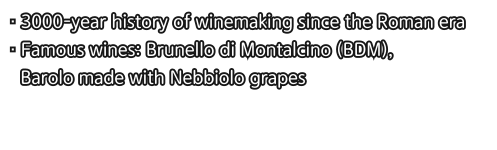 ▪ 3000-year history of winemaking since the Roman era
▪ Famous wines: Brunello di Montalcino (BDM),
Barolo made with Nebbiolo grapes